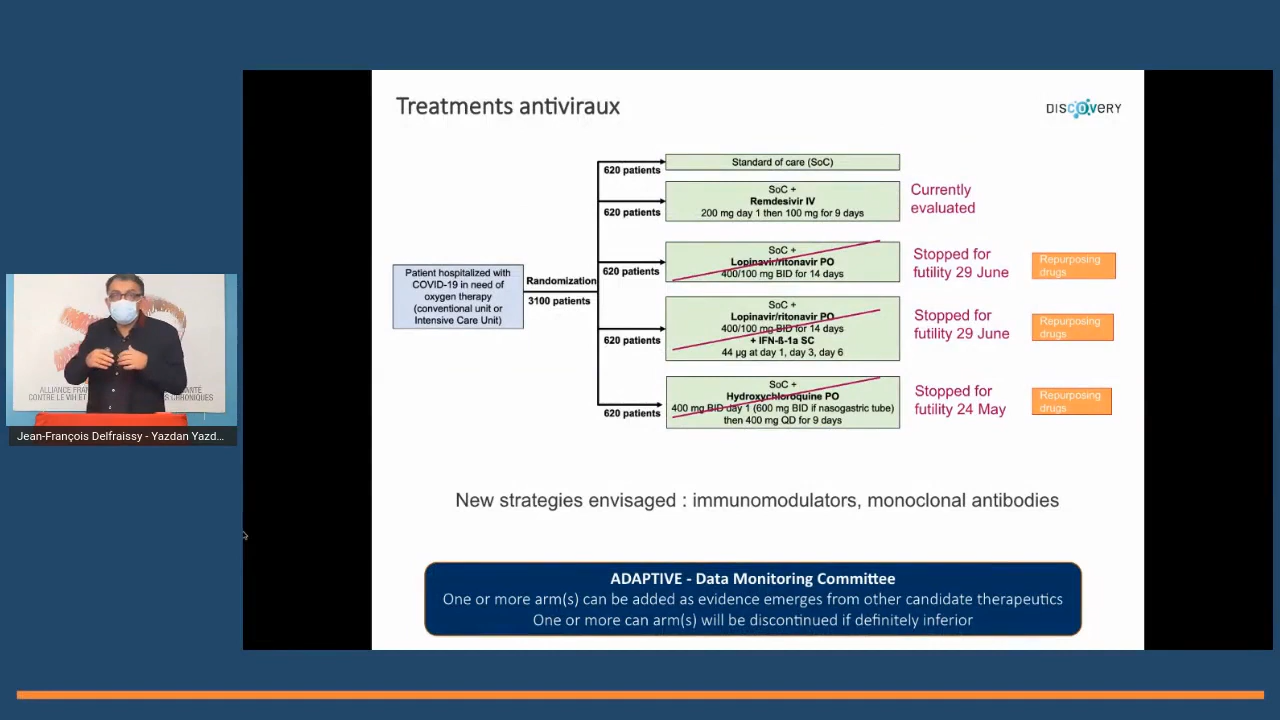 Treatments antiviraux
DISCOVERY
620 patients
Standard of care (SoC)
620 patients
SoC +
Remdesivir IV
200 mg day 1 then 100 mg for 9 days
Currently
evaluated
620 patients
SoC +
Lopinavir/ritonavir PO
400/100 mg BID for 14 days
Stopped for
futility 29 June
Repurposing
drugs
Patient hospitalized with
COVID-19 in need of
oxygen therapy
(conventional unit or
Intensive Care Unit)
Randomization
3100 patients
620 patients
SoC +
Lopinavir/ritonavir PO
400/100 mg BID for 14 days
+ IFN-ß-1a SC
44 µg at day 1, day 3, day 6
Stopped for
futility 29 June
Repurposing
drugs
620 patients
SoC +
Hydroxychloroquine PO
400 mg BID day 1 (600 mg BID if nasogastric tube)
then 400 mg QD for 9 days
Stopped for
futility 24 May
Repurposing
drugs
ALLIANCE FRAN
SANTÉ
CONTRE LE VIH ET
CHRONIQUES
Jean-François Delfraissy - Yazdan Yazd...
New strategies envisaged : immunomodulators, monoclonal antibodies
ADAPTIVE - Data Monitoring Committee
One or more arm(s) can be added as evidence emerges from other candidate therapeutics
One or more can arm(s) will be discontinued if definitely inferior